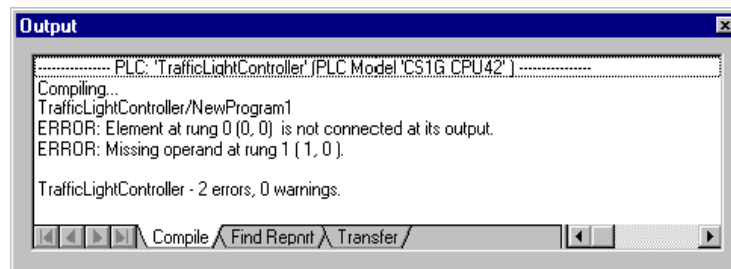 Output
---------------- PLC: 'TrafficLightController' (PLC Model 'CS1G CPU42' ) ----------------
Compiling...
TrafficLightController/NewProgram1
ERROR: Element at rung 0 (0, 0)  is not connected at its output.
ERROR: Missing operand at rung 1 ( 1, 0 ).
TrafficLightController - 2 errors, 0 warnings.
Compile Find Report Transfer